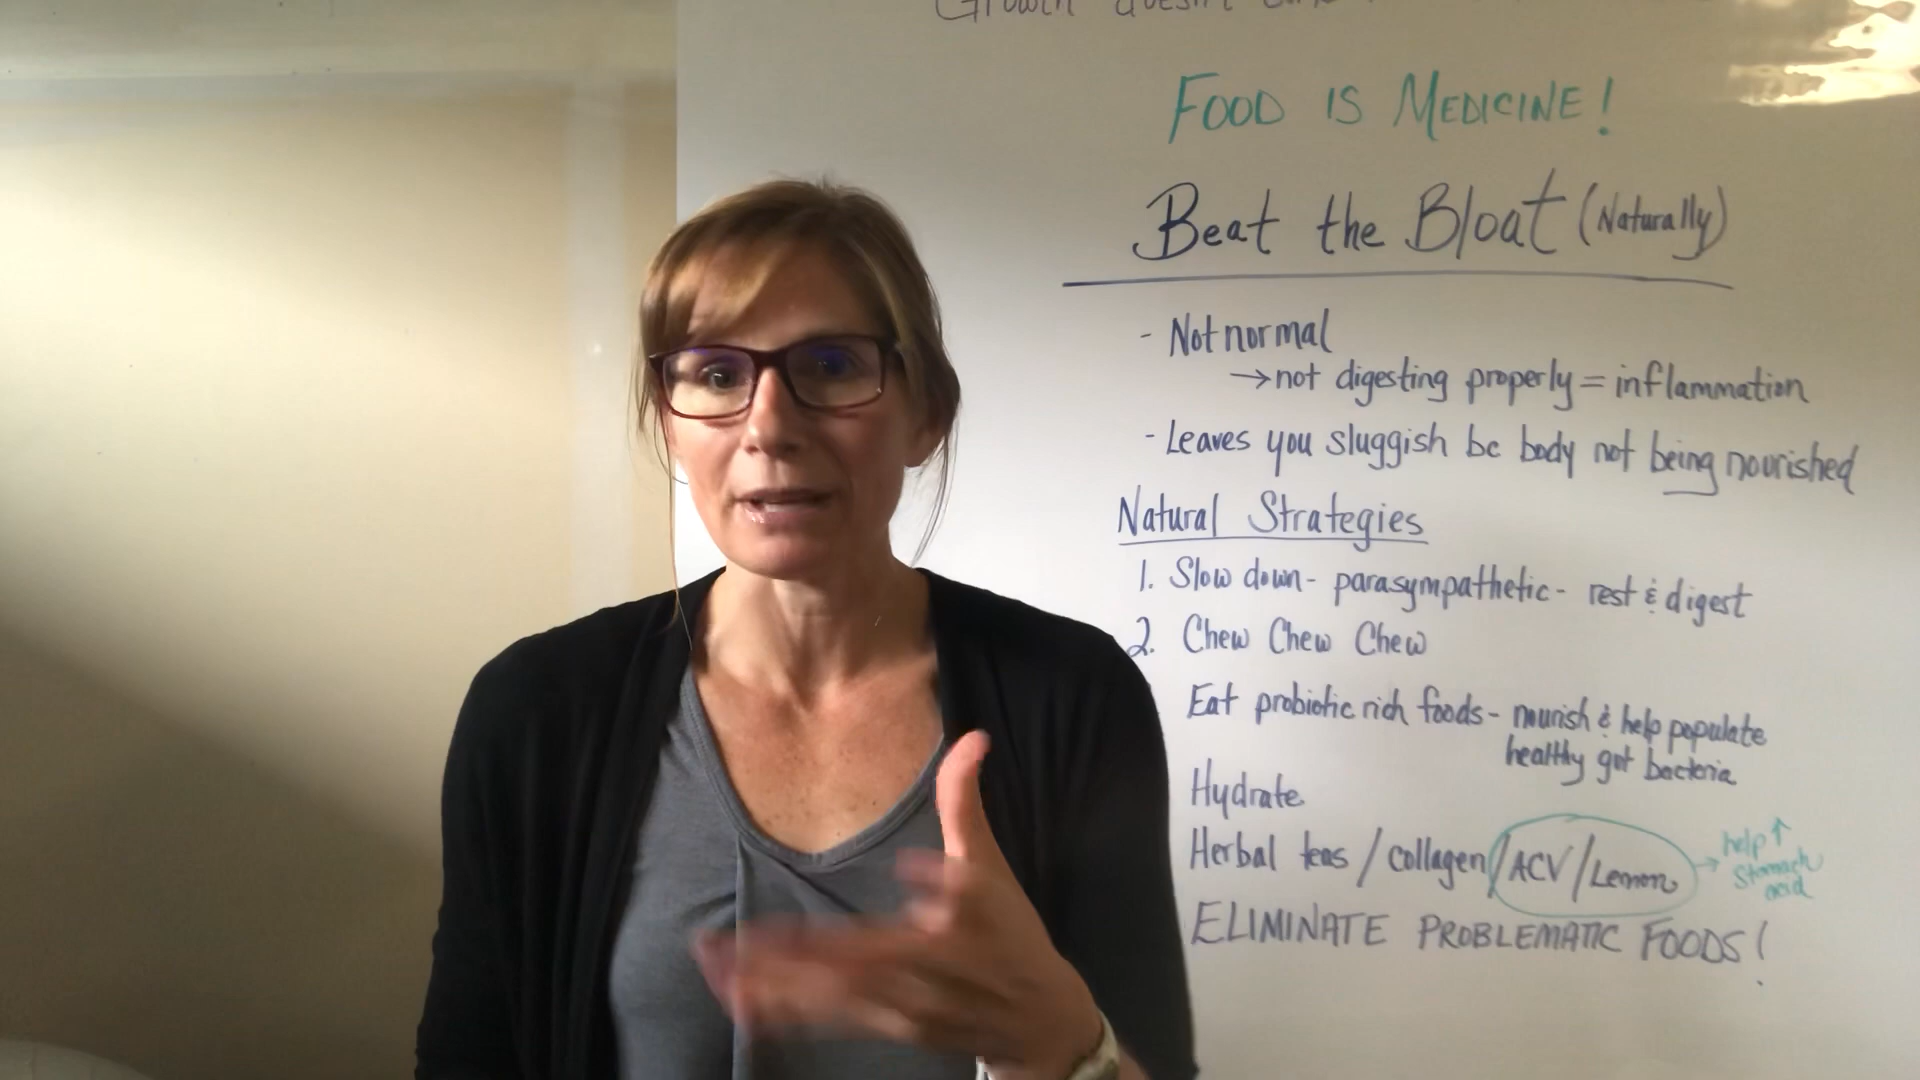 Growth doesn't
FOOD IS MEDICINE!
Beat the Bloat (Naturally)
- Not normal
→ not digesting properly = inflammation
- Leaves you sluggish bc body not being nourished
Natural Strategies
1. Slow down - parasympathetic - rest & digest
2. Chew Chew Chew
Eat probiotic rich foods - nourish & help populate
healthy gut bacteria
Hydrate
Herbal teas / collagen / ACV / Lemon → help ↑
stomach
acid
ELIMINATE PROBLEMATIC FOODS!